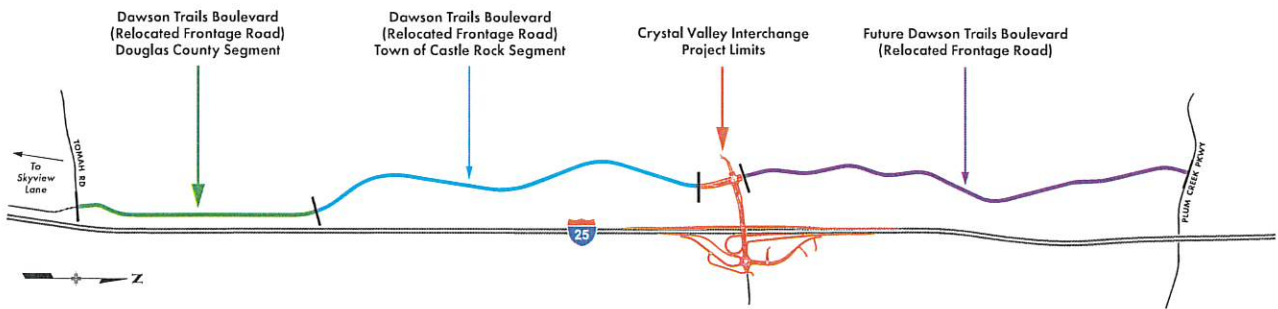 Dawson Trails Boulevard
(Relocated Frontage Road)
Douglas County Segment
Dawson Trails Boulevard
(Relocated Frontage Road)
Town of Castle Rock Segment
Crystal Valley Interchange
Project Limits
Future Dawson Trails Boulevard
(Relocated Frontage Road)
To
Skyview
Lane
TOMAH RD
25
PLUM CREEK PKWY
N